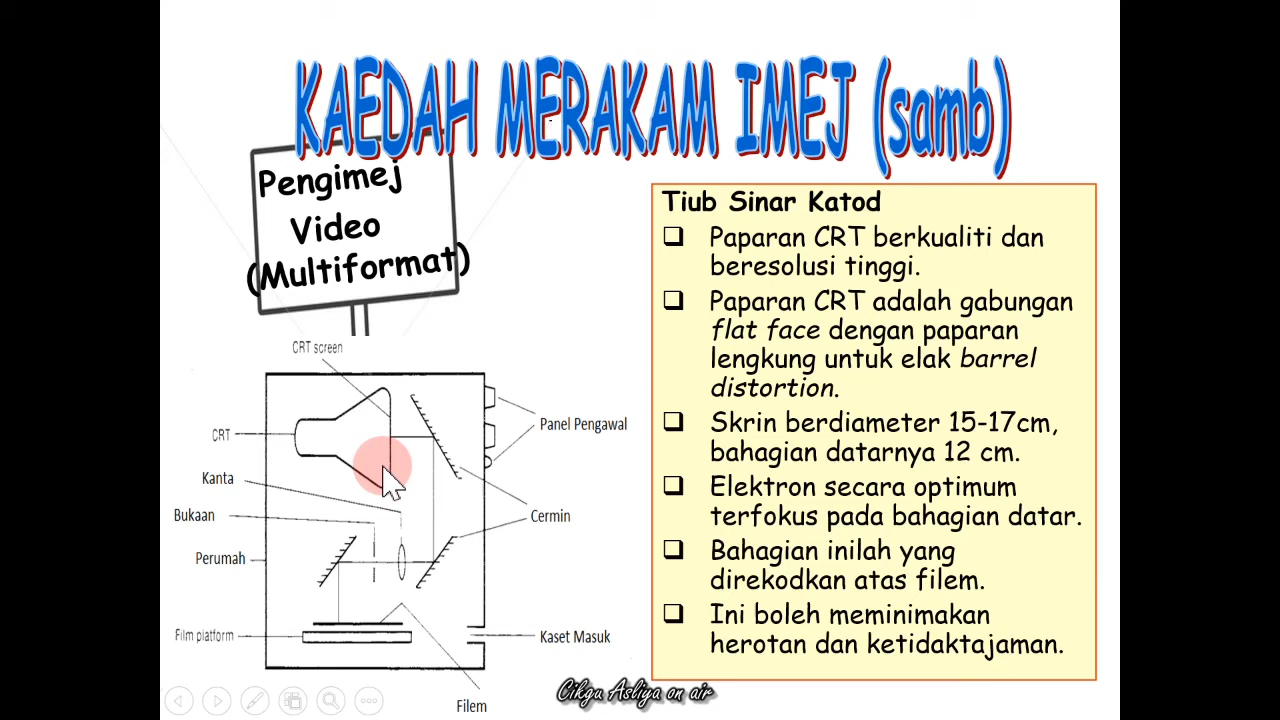 KAEDAH MERAKAM IMEJ (samb)
Pengimej
Video
(Multiformat)
CRT screen
CRT
Kanta
Bukaan
Perumah
Film platform
Panel Pengawal
Cermin
Kaset Masuk
Filem
Tiub Sinar Katod
Paparan CRT berkualiti dan
beresolusi tinggi.
Paparan CRT adalah gabungan
flat face dengan paparan
lengkung untuk elak barrel
distortion.
Skrin berdiameter 15-17cm,
bahagian datarnya 12 cm.
Elektron secara optimum
terfokus pada bahagian datar.
Bahagian inilah yang
direkodkan atas filem.
Ini boleh meminimakan
herotan dan ketidaktajaman.
Cikgu Asliya on air